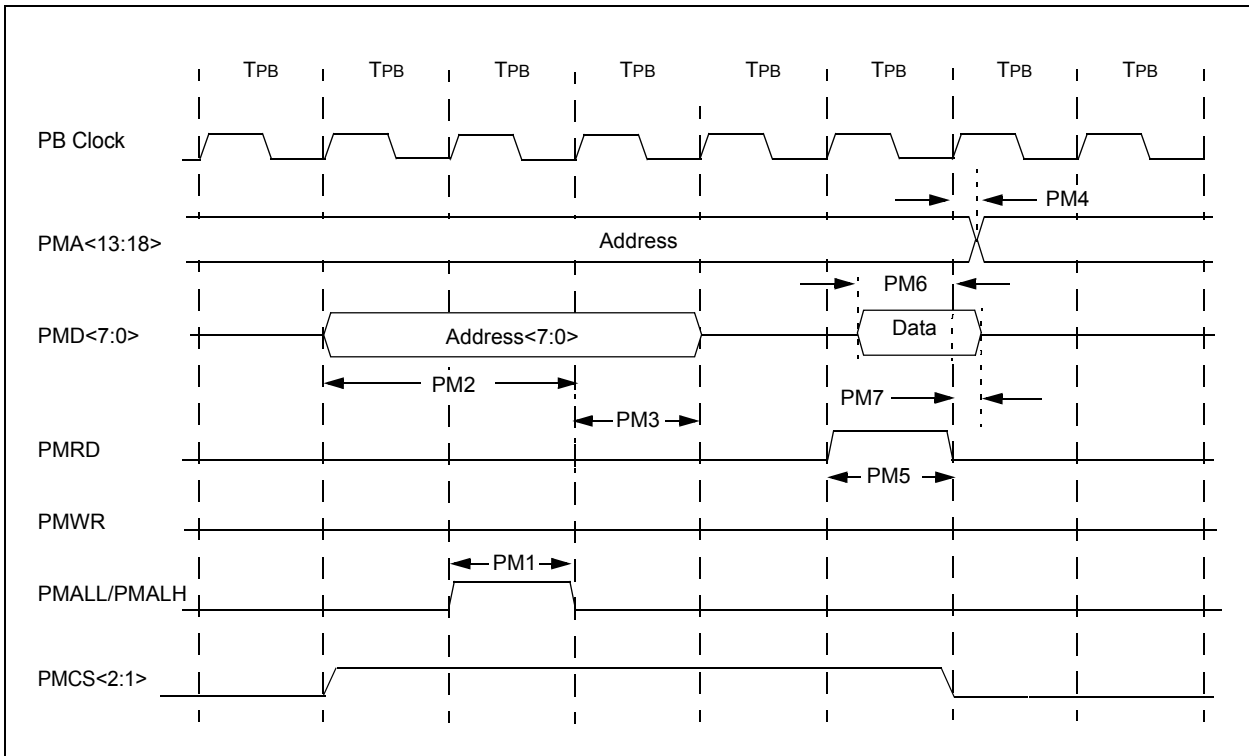 TPB TPB TPB TPB TPB TPB TPB TPB
PB Clock
PM4
PMA<13:18>
Address
PM6
PMD<7:0>
Address<7:0>
Data
PM2
PM7
PM3
PMRD
PM5
PMWR
PM1
PMALL/PMALH
PMCS<2:1>